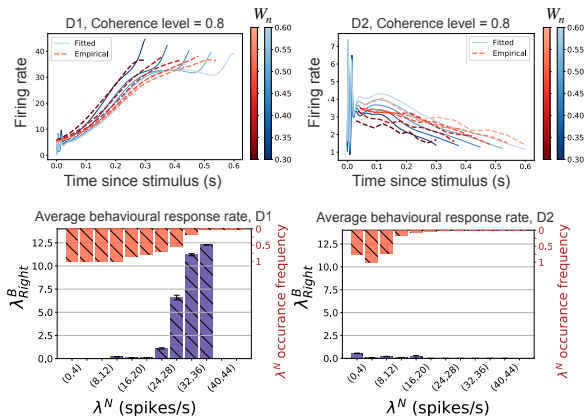 D1, Coherence level = 0.8
Wn
Fitted
Empirical
Firing rate
40
30
20
10
0
0.0 0.1 0.2 0.3 0.4 0.5 0.6
Time since stimulus (s)
0.60
0.55
0.50
0.45
0.40
0.35
0.30
D2, Coherence level = 0.8
Wn
Fitted
Empirical
Firing rate
7
6
5
4
3
2
1
0.0 0.1 0.2 0.3 0.4 0.5 0.6
Time since stimulus (s)
0.60
0.55
0.50
0.45
0.40
0.35
0.30
Average behavioural response rate, D1
λ^B_Right
12.5
10.0
7.5
5.0
2.5
0.0
0
0.5
1
λ^N occurance frequency
(0,4) (8,12) (16,20) (24,28) (32,36) (40,44)
λ^N (spikes/s)
Average behavioural response rate, D2
λ^B_Right
12.5
10.0
7.5
5.0
2.5
0.0
0
0.5
1
λ^N occurance frequency
(0,4) (8,12) (16,20) (24,28) (32,36) (40,44)
λ^N (spikes/s)